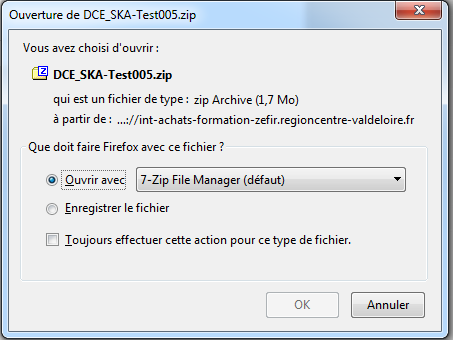 Ouverture de DCE_SKA-Test005.zip
Vous avez choisi d'ouvrir :
DCE_SKA-Test005.zip
qui est un fichier de type : zip Archive (1,7 Mo)
à partir de : ...://int-achats-formation-zefir.regioncentre-valdeloire.fr
Que doit faire Firefox avec ce fichier ?
Ouvrir avec 7-Zip File Manager (défaut)
Enregistrer le fichier
Toujours effectuer cette action pour ce type de fichier.
OK Annuler